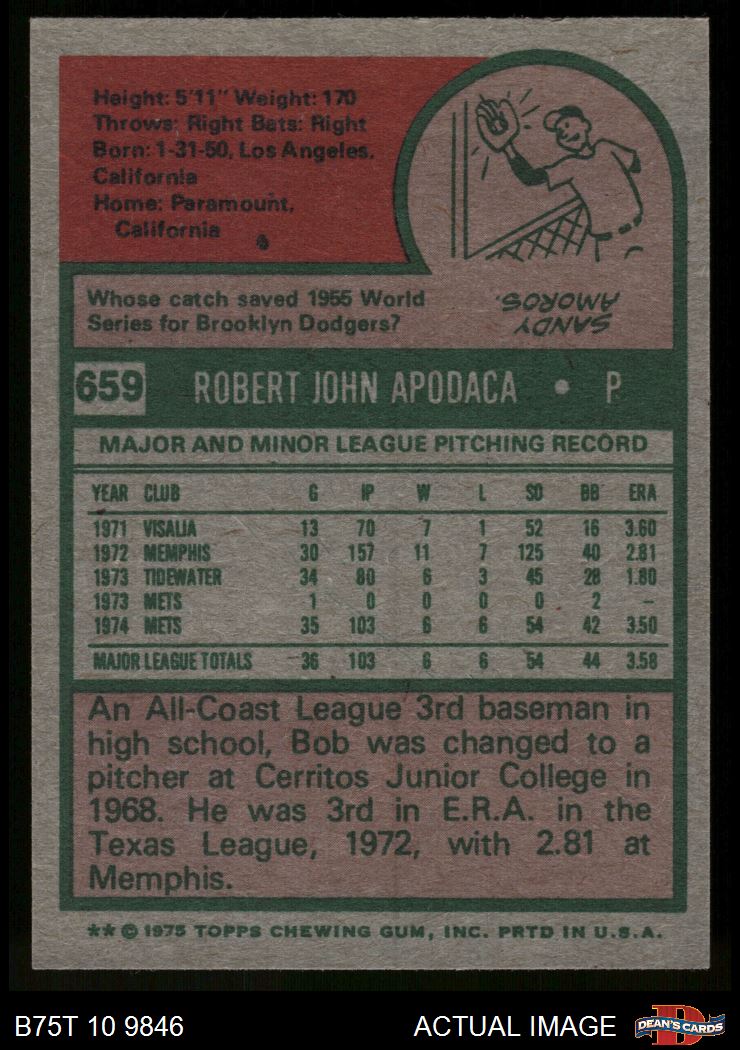 Height: 5'11" Weight: 170
Throws: Right Bats: Right
Born: 1-31-50, Los Angeles,
California
Home: Paramount,
California
Whose catch saved 1955 World
Series for Brooklyn Dodgers?
SANDY
AMOROS.
659 ROBERT JOHN APODACA • P.
MAJOR AND MINOR LEAGUE PITCHING RECORD
YEAR CLUB G IP W L SO BB ERA
1971 VISALIA 13 70 7 1 52 16 3.60
1972 MEMPHIS 30 157 11 7 125 40 2.81
1973 TIDEWATER 34 80 6 3 45 28 1.80
1973 METS 1 0 0 0 0 2 –
1974 METS 35 103 6 6 54 42 3.50
MAJOR LEAGUE TOTALS 36 103 6 6 54 44 3.58
An All-Coast League 3rd baseman in
high school, Bob was changed to a
pitcher at Cerritos Junior College in
1968. He was 3rd in E.R.A. in the
Texas League, 1972, with 2.81 at
Memphis.
** © 1975 TOPPS CHEWING GUM, INC. PRTD IN U.S.A.
B75T 10 9846 ACTUAL IMAGE DEAN'S CARDS